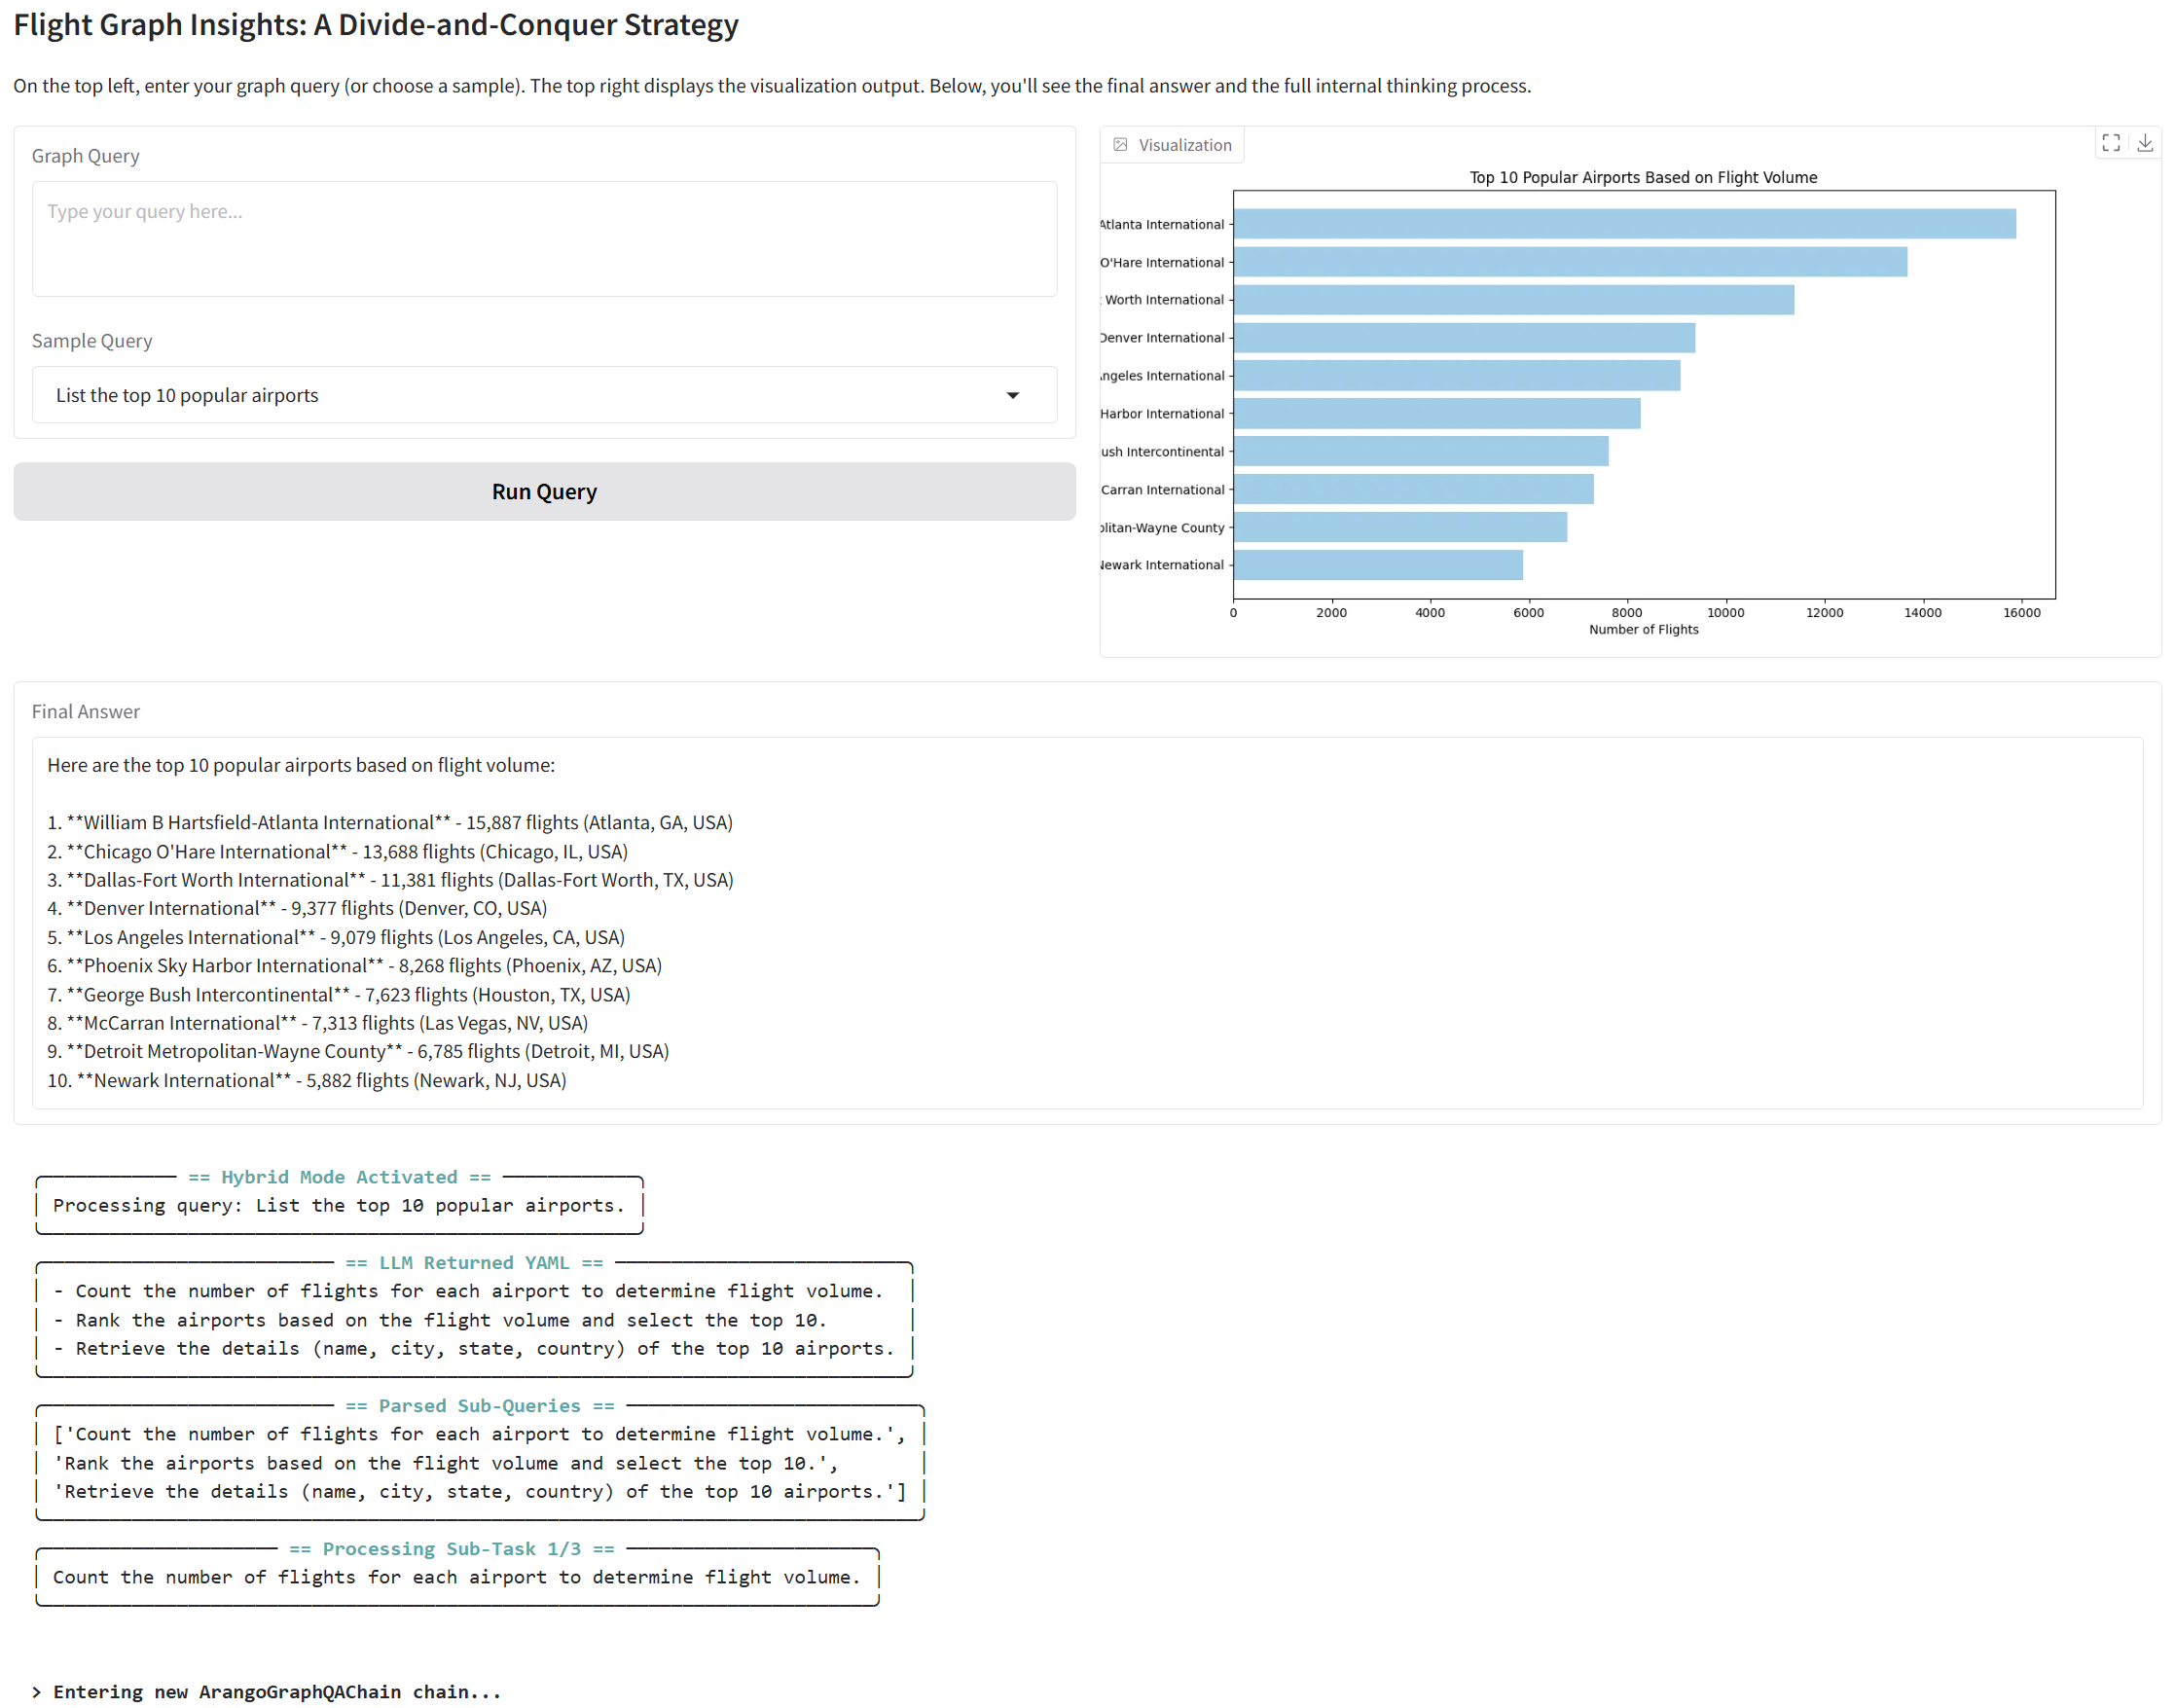 Flight Graph Insights: A Divide-and-Conquer Strategy
On the top left, enter your graph query (or choose a sample). The top right displays the visualization output. Below, you'll see the final answer and the full internal thinking process.
Graph Query
Type your query here...
Sample Query
List the top 10 popular airports
Run Query
Visualization
Top 10 Popular Airports Based on Flight Volume
Atlanta International
O'Hare International
Worth International
Denver International
Angeles International
Harbor International
ush Intercontinental
Carran International
olitan-Wayne County
Newark International
0 2000 4000 6000 8000 10000 12000 14000 16000
Number of Flights
Final Answer
Here are the top 10 popular airports based on flight volume:
1. **William B Hartsfield-Atlanta International** - 15,887 flights (Atlanta, GA, USA)
2. **Chicago O'Hare International** - 13,688 flights (Chicago, IL, USA)
3. **Dallas-Fort Worth International** - 11,381 flights (Dallas-Fort Worth, TX, USA)
4. **Denver International** - 9,377 flights (Denver, CO, USA)
5. **Los Angeles International** - 9,079 flights (Los Angeles, CA, USA)
6. **Phoenix Sky Harbor International** - 8,268 flights (Phoenix, AZ, USA)
7. **George Bush Intercontinental** - 7,623 flights (Houston, TX, USA)
8. **McCarran International** - 7,313 flights (Las Vegas, NV, USA)
9. **Detroit Metropolitan-Wayne County** - 6,785 flights (Detroit, MI, USA)
10. **Newark International** - 5,882 flights (Newark, NJ, USA)
== Hybrid Mode Activated ==
Processing query: List the top 10 popular airports.
== LLM Returned YAML ==
- Count the number of flights for each airport to determine flight volume.
- Rank the airports based on the flight volume and select the top 10.
- Retrieve the details (name, city, state, country) of the top 10 airports.
== Parsed Sub-Queries ==
['Count the number of flights for each airport to determine flight volume.',
'Rank the airports based on the flight volume and select the top 10.',
'Retrieve the details (name, city, state, country) of the top 10 airports.']
== Processing Sub-Task 1/3 ==
Count the number of flights for each airport to determine flight volume.
> Entering new ArangoGraphQAChain chain...